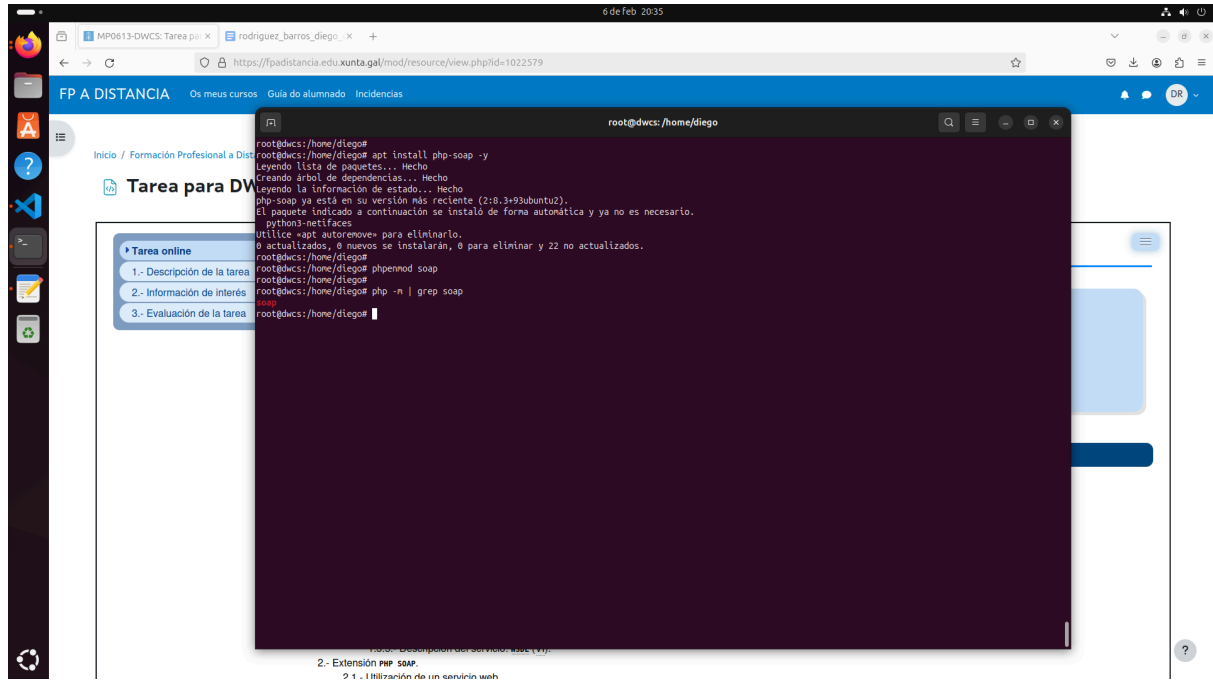 6 de feb 20:35
MP0613-DWCS: Tarea pa
rodriguez_barros_diego_
https://fpadistancia.edu.xunta.gal/mod/resource/view.php?id=1022579
FP A DISTANCIA Os meus cursos Guía do alumnado Incidencias
DR
root@dwcs: /home/diego
Inicio / Formación Profesional a Dist
Tarea para DW
Tarea online
1.- Descripción de la tarea
2.- Información de interés
3.- Evaluación de la tarea
root@dwcs:/home/diego#
root@dwcs:/home/diego# apt install php-soap -y
Leyendo lista de paquetes... Hecho
Creando árbol de dependencias... Hecho
Leyendo la información de estado... Hecho
php-soap ya está en su versión más reciente (2:8.3+93ubuntu2).
El paquete indicado a continuación se instaló de forma automática y ya no es necesario.
python3-netifaces
Utilice «apt autoremove» para eliminarlo.
0 actualizados, 0 nuevos se instalarán, 0 para eliminar y 22 no actualizados.
root@dwcs:/home/diego#
root@dwcs:/home/diego# phpenmod soap
root@dwcs:/home/diego#
root@dwcs:/home/diego# php -m | grep soap
soap
root@dwcs:/home/diego#
2.- Extensión PHP SOAP.
2.1.- Utilización de un servicio web.